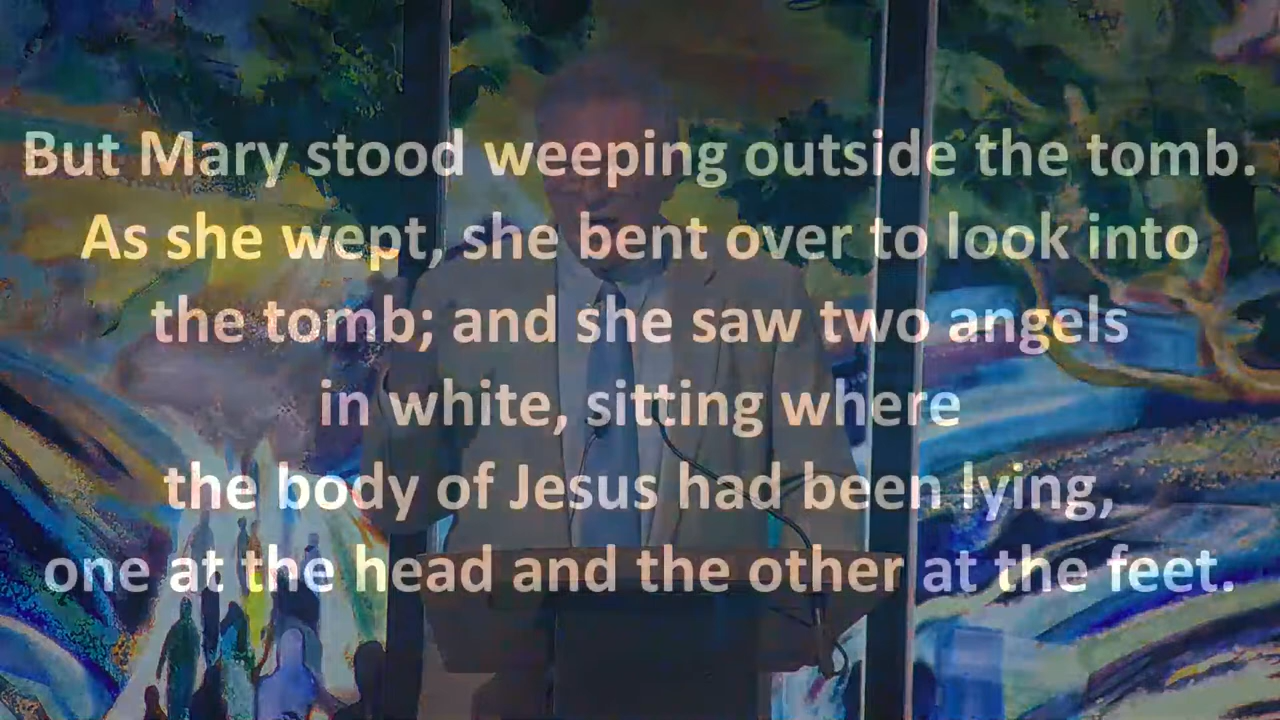 But Mary stood weeping outside the tomb.
As she wept, she bent over to look into
the tomb; and she saw two angels
in white, sitting where
the body of Jesus had been lying,
one at the head and the other at the feet.